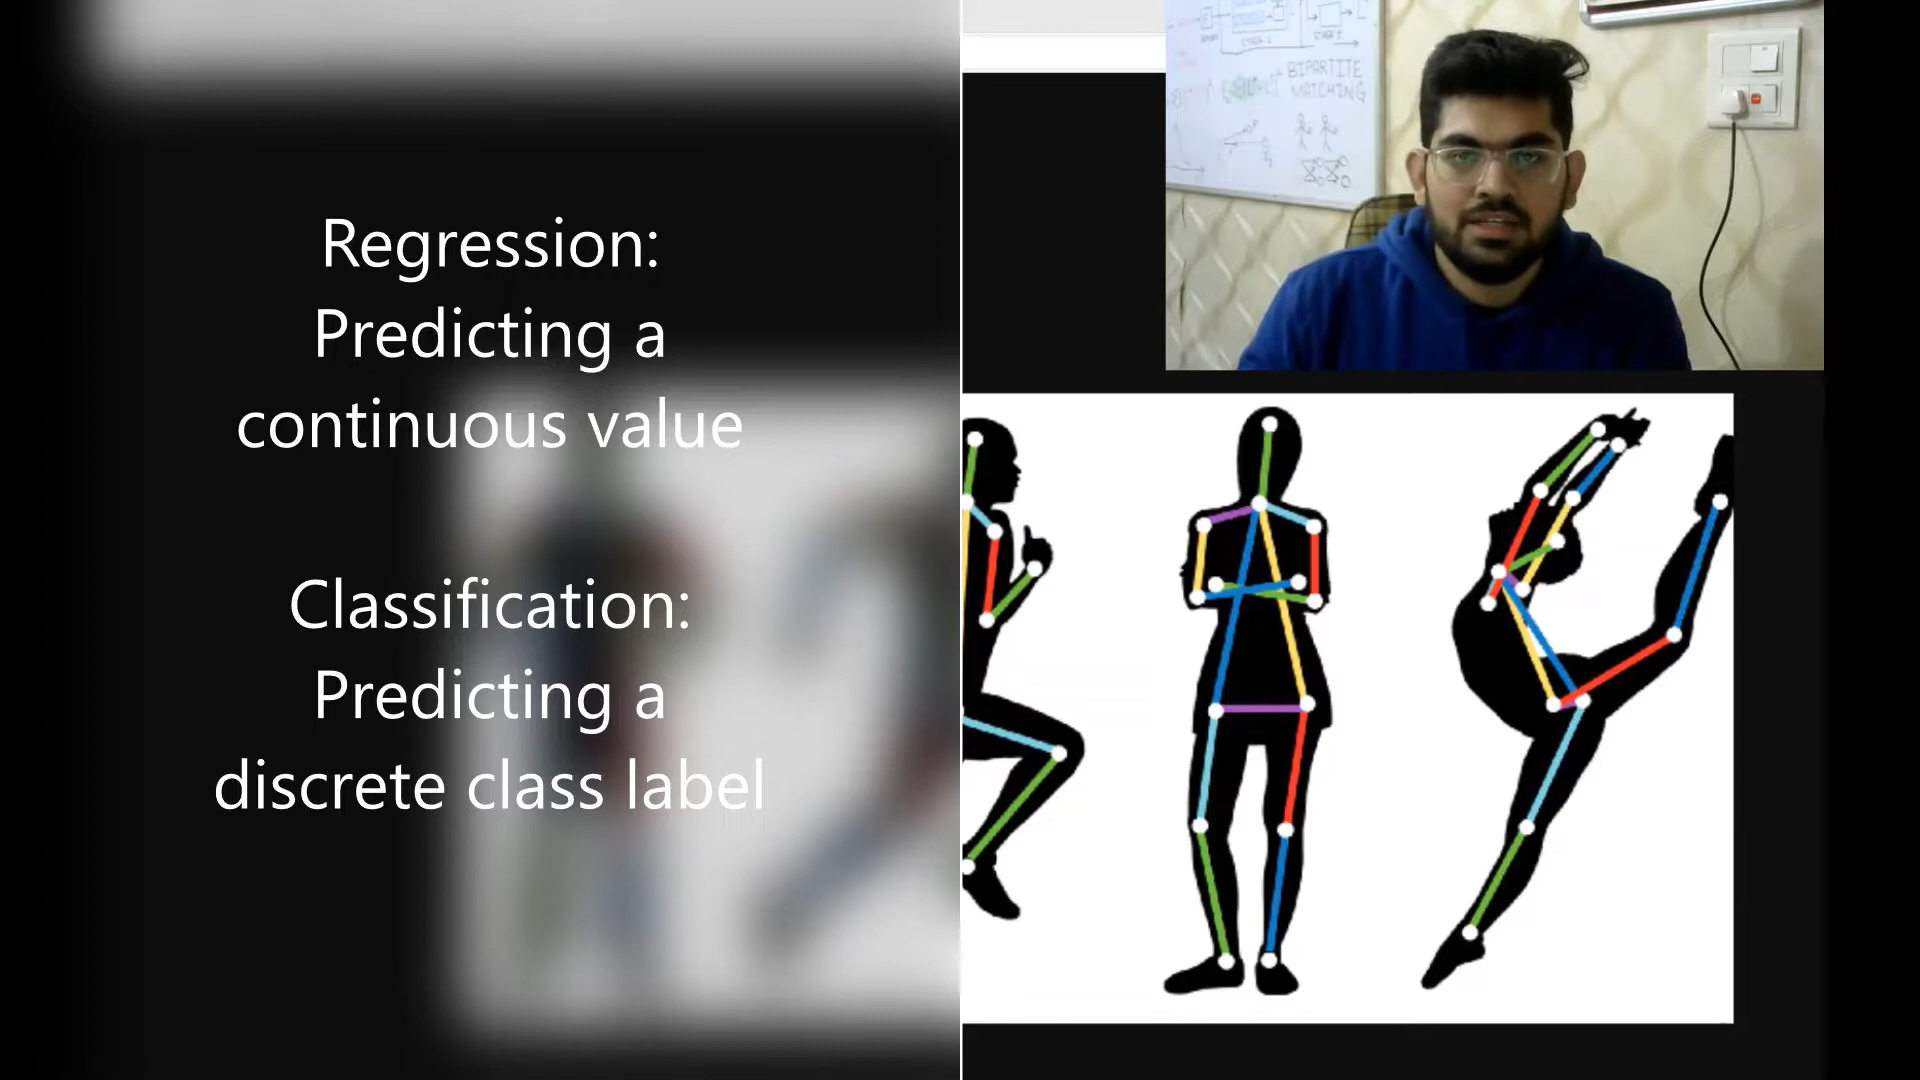 Regression:
Predicting a
continuous value
Classification:
Predicting a
discrete class label
BIPARTITE
MATCHING